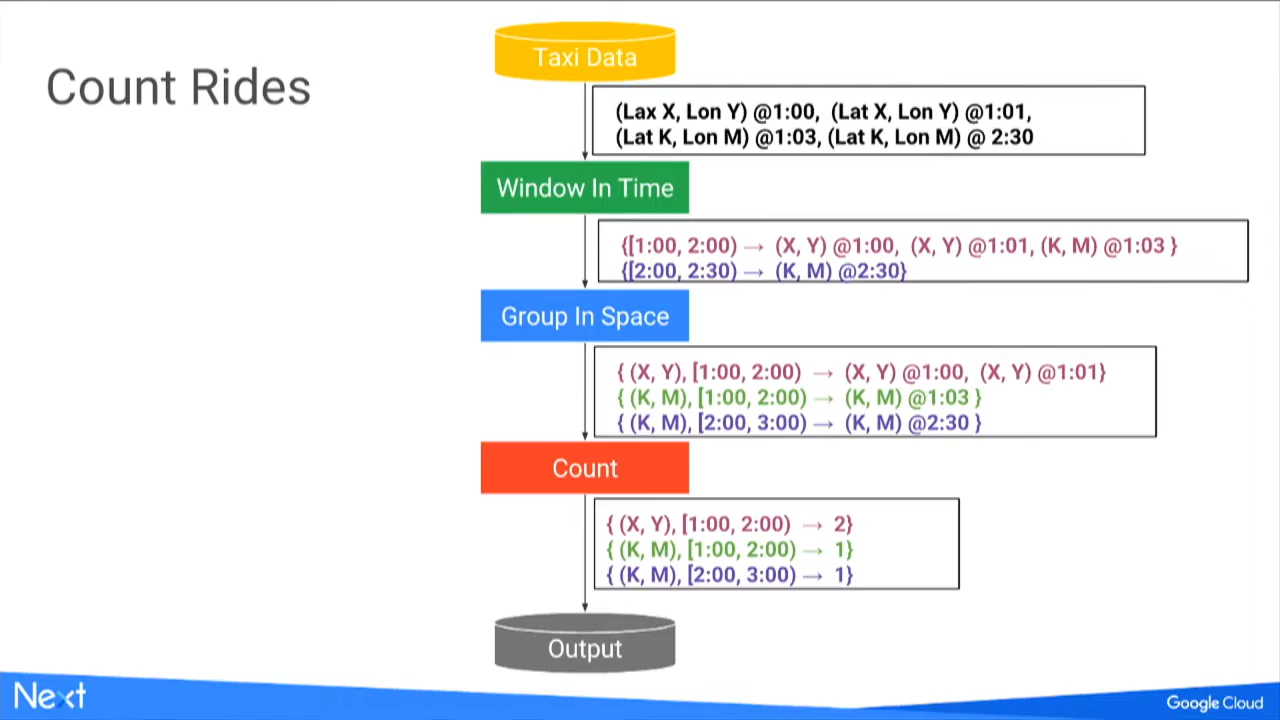 Count Rides
Taxi Data
(Lax X, Lon Y) @1:00, (Lat X, Lon Y) @1:01,
(Lat K, Lon M) @1:03, (Lat K, Lon M) @ 2:30
Window In Time
{[1:00, 2:00) → (X, Y) @1:00, (X, Y) @1:01, (K, M) @1:03 }
{[2:00, 2:30) → (K, M) @2:30}
Group In Space
{ (X, Y), [1:00, 2:00) → (X, Y) @1:00, (X, Y) @1:01}
{ (K, M), [1:00, 2:00) → (K, M) @1:03 }
{ (K, M), [2:00, 3:00) → (K, M) @2:30 }
Count
{ (X, Y), [1:00, 2:00) → 2}
{ (K, M), [1:00, 2:00) → 1}
{ (K, M), [2:00, 3:00) → 1}
Output
Next
Google Cloud